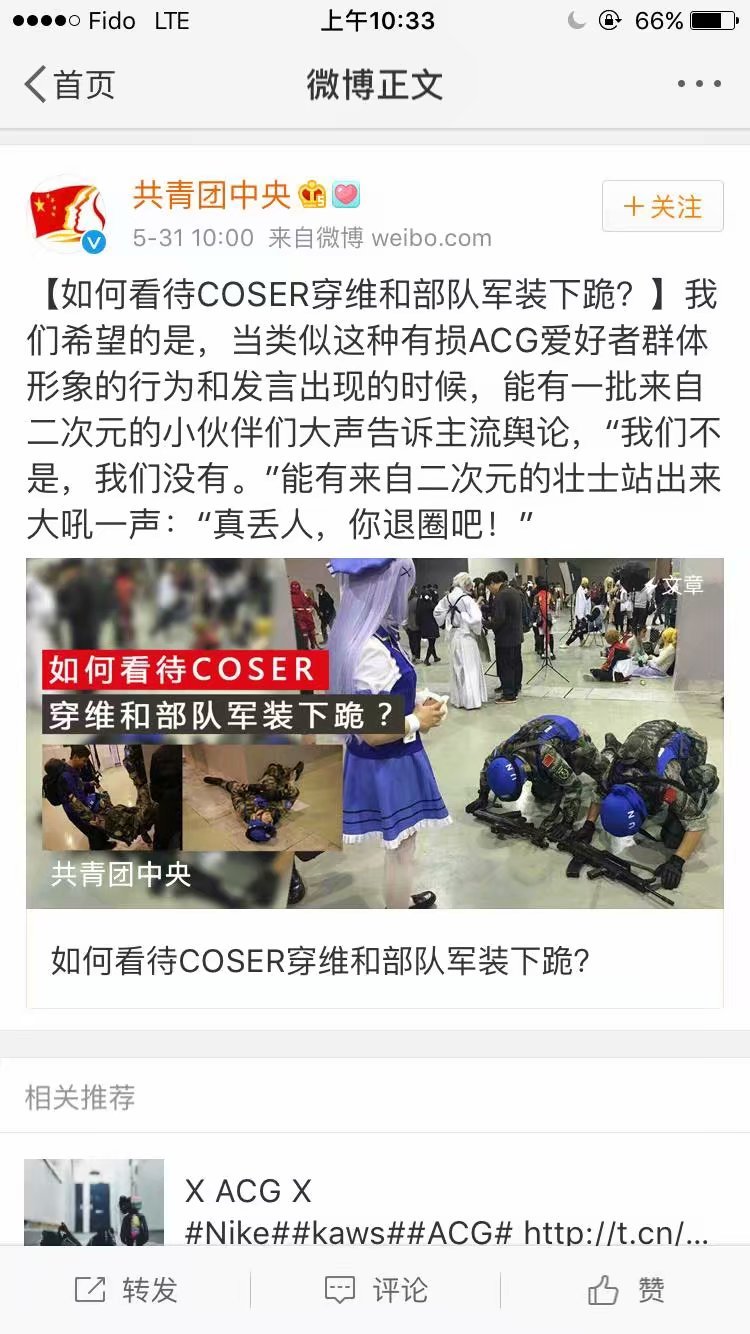 Fido LTE 上午10:33 66%
首页 微博正文
共青团中央
+关注
5-31 10:00 来自微博 weibo.com
【如何看待COSER穿维和部队军装下跪？】我
们希望的是，当类似这种有损ACG爱好者群体
形象的行为和发言出现的时候，能有一批来自
二次元的小伙伴们大声告诉主流舆论，“我们不
是，我们没有。”能有来自二次元的壮士站出来
大吼一声：“真丢人，你退圈吧！”
文章
如何看待COSER
穿维和部队军装下跪？
UN
UN
共青团中央
如何看待COSER穿维和部队军装下跪?
相关推荐
X ACG X
#Nike##kaws##ACG# http://t.cn/...
转发 评论 赞